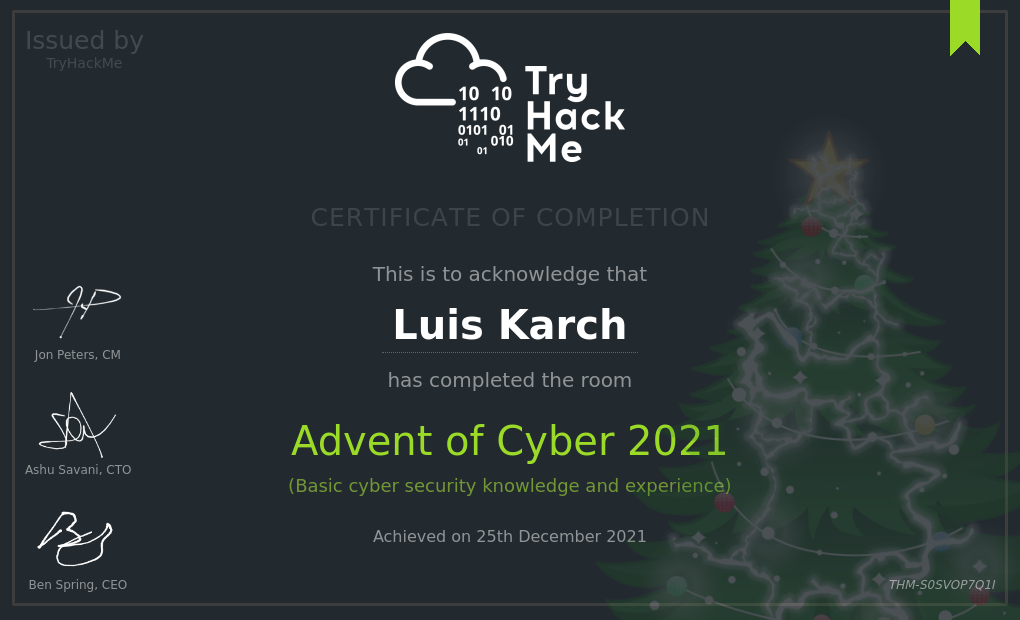 Issued by
TryHackMe
10 10
1110
0101 01
01 010
01
Try
Hack
Me
CERTIFICATE OF COMPLETION
This is to acknowledge that
Luis Karch
has completed the room
Advent of Cyber 2021
(Basic cyber security knowledge and experience)
Achieved on 25th December 2021
Jon Peters, CM
Ashu Savani, CTO
Ben Spring, CEO
THM-S0SVOP7Q1I